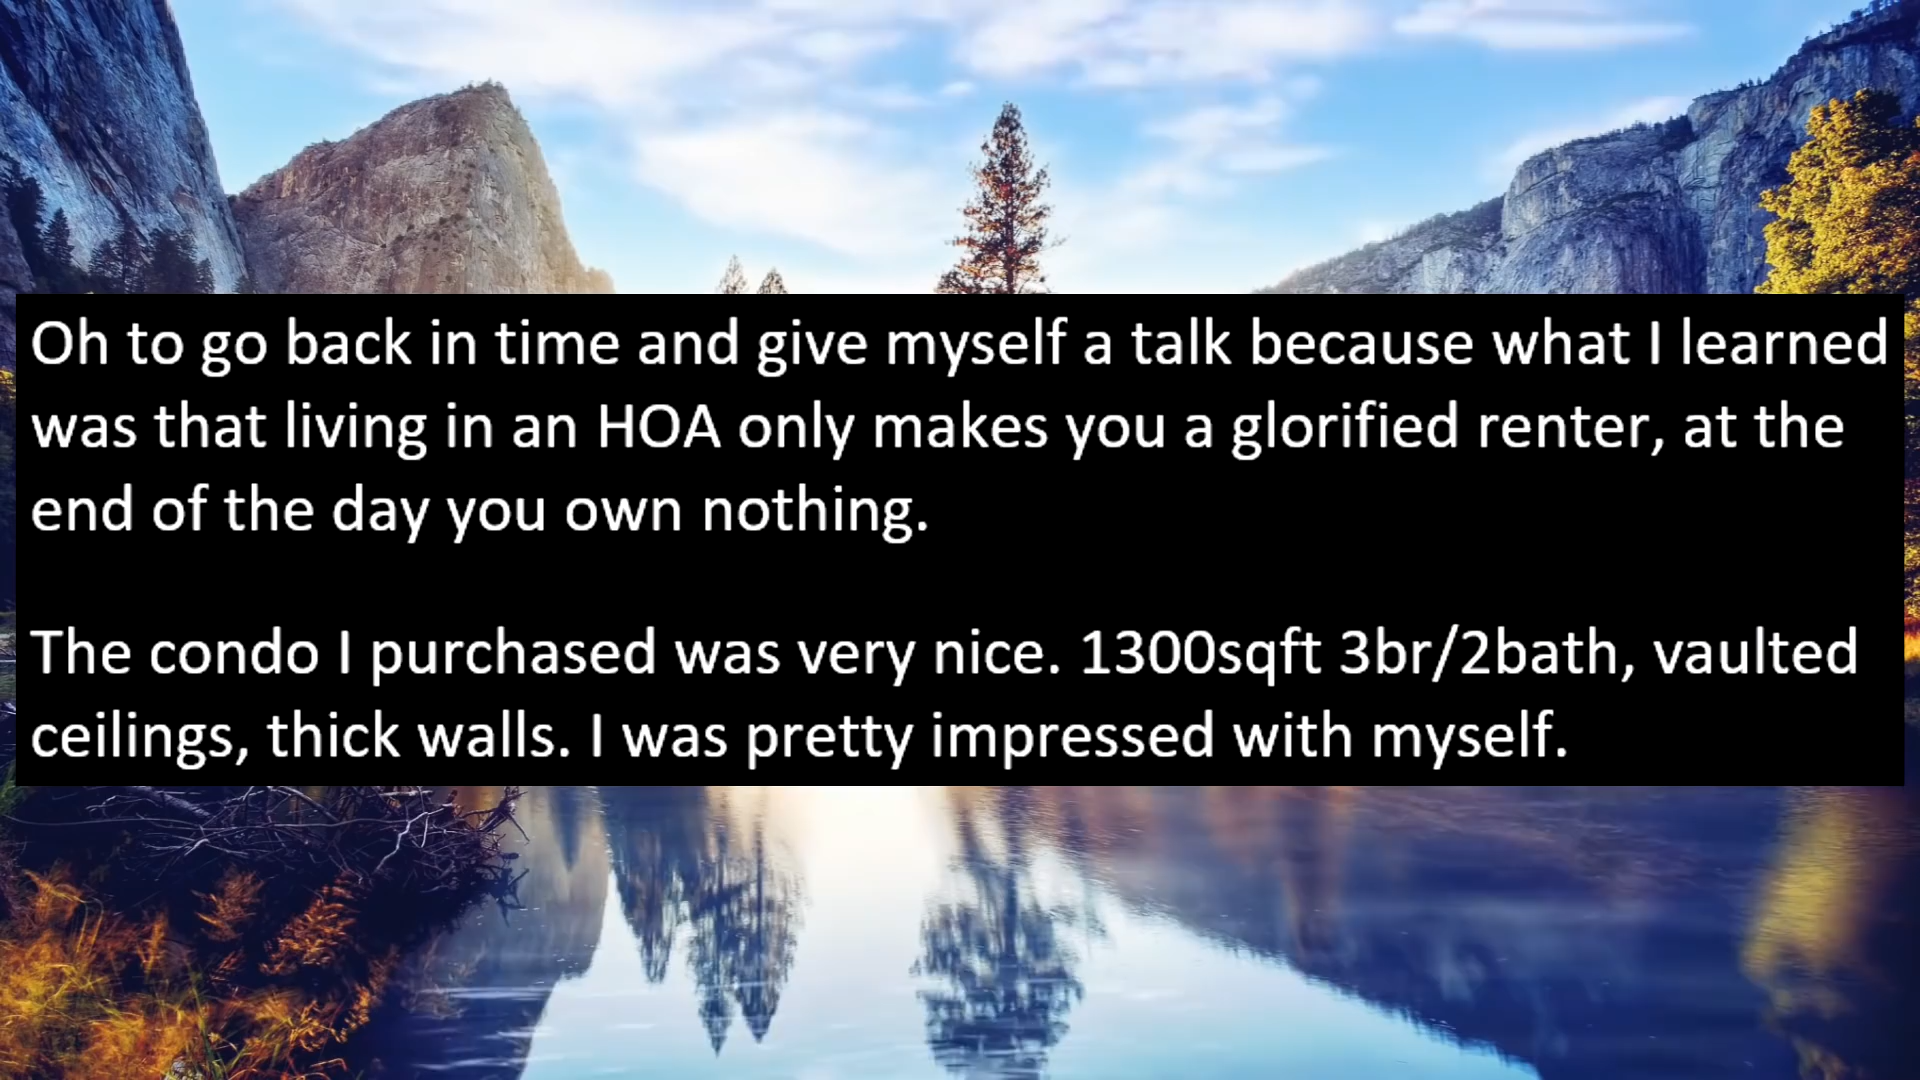 Oh to go back in time and give myself a talk because what I learned
was that living in an HOA only makes you a glorified renter, at the
end of the day you own nothing.
The condo I purchased was very nice. 1300sqft 3br/2bath, vaulted
ceilings, thick walls. I was pretty impressed with myself.